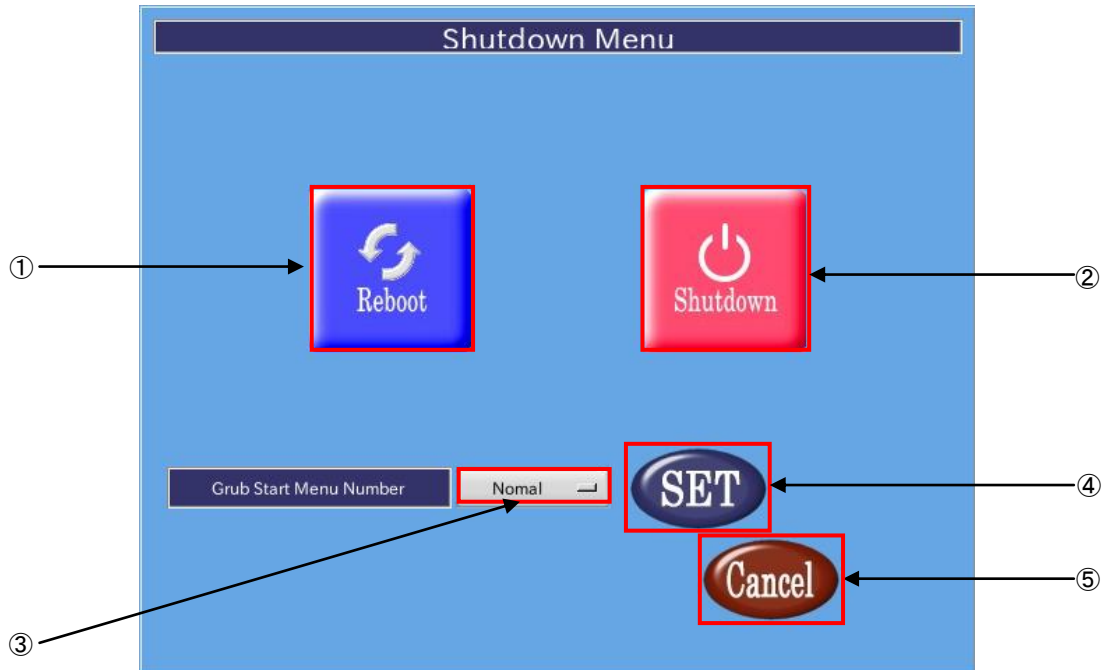 Shutdown Menu
① Reboot
Shutdown ②
Grub Start Menu Number Nomal SET ④
Cancel ⑤
③